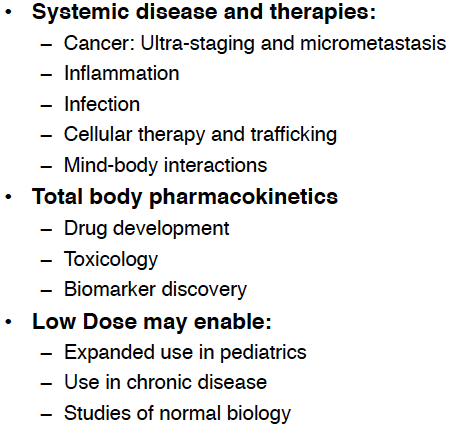 • Systemic disease and therapies:
– Cancer: Ultra-staging and micrometastasis
– Inflammation
– Infection
– Cellular therapy and trafficking
– Mind-body interactions
• Total body pharmacokinetics
– Drug development
– Toxicology
– Biomarker discovery
• Low Dose may enable:
– Expanded use in pediatrics
– Use in chronic disease
– Studies of normal biology